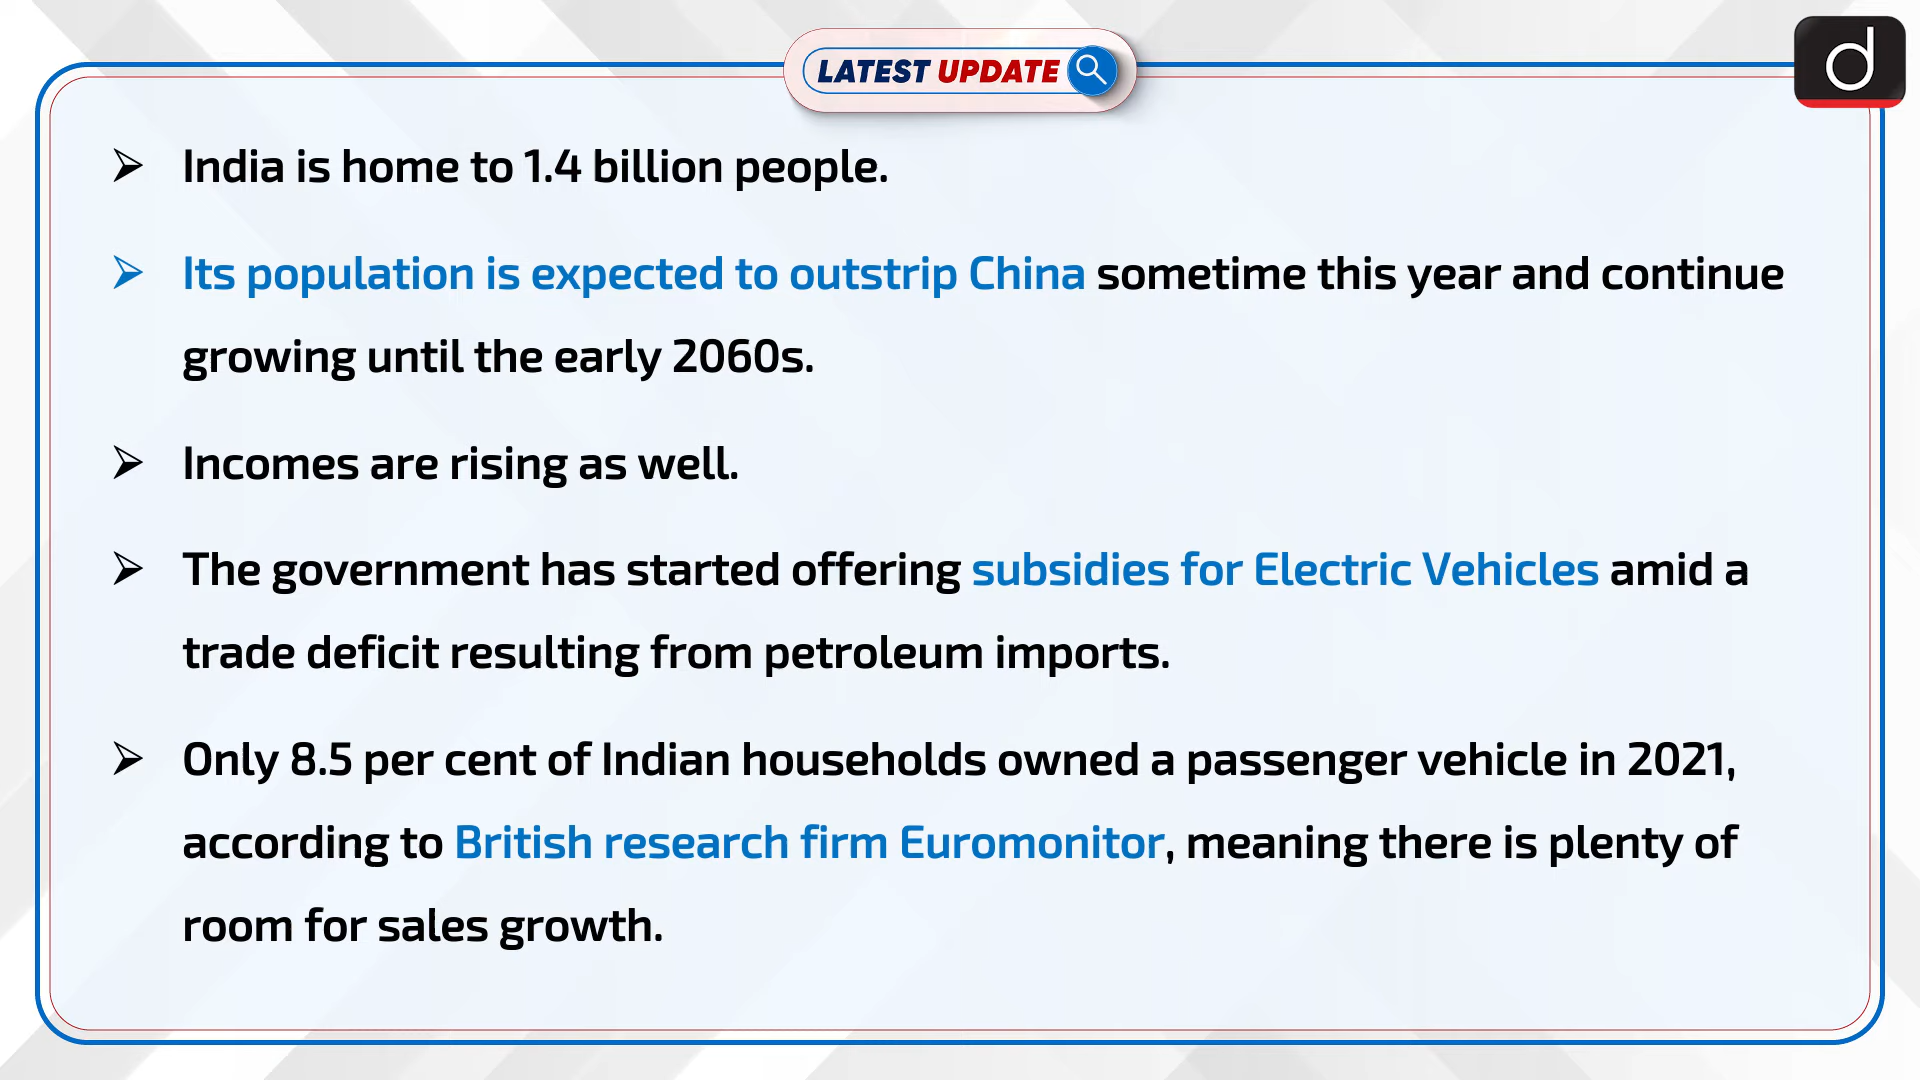 LATEST UPDATE
d
➢ India is home to 1.4 billion people.
➢ Its population is expected to outstrip China sometime this year and continue
growing until the early 2060s.
➢ Incomes are rising as well.
➢ The government has started offering subsidies for Electric Vehicles amid a
trade deficit resulting from petroleum imports.
➢ Only 8.5 per cent of Indian households owned a passenger vehicle in 2021,
according to British research firm Euromonitor, meaning there is plenty of
room for sales growth.